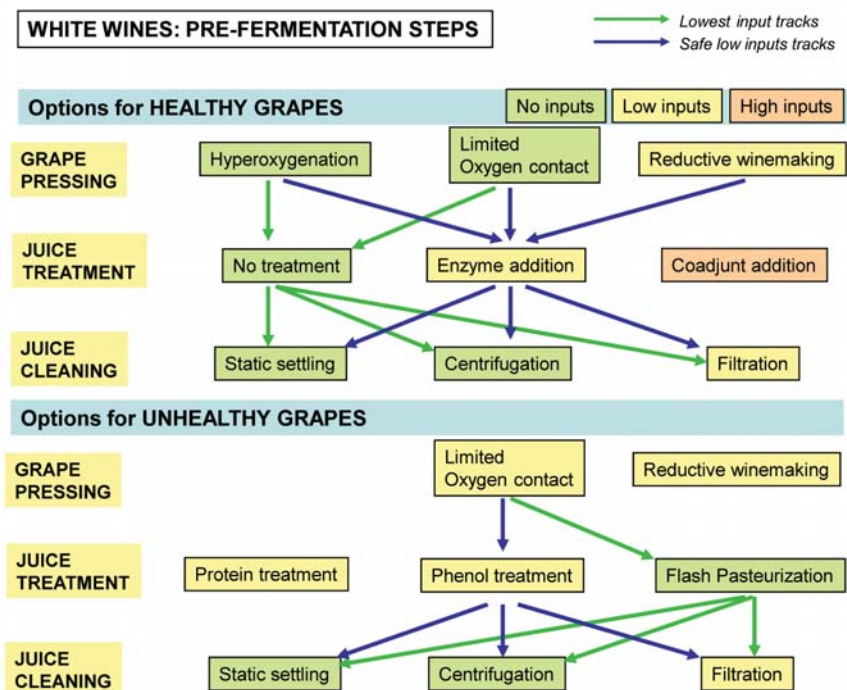 WHITE WINES: PRE-FERMENTATION STEPS
Lowest input tracks
Safe low inputs tracks
Options for HEALTHY GRAPES
No inputs
Low inputs
High inputs
GRAPE
PRESSING
Hyperoxygenation
Limited
Oxygen contact
Reductive winemaking
JUICE
TREATMENT
No treatment
Enzyme addition
Coadjunt addition
JUICE
CLEANING
Static settling
Centrifugation
Filtration
Options for UNHEALTHY GRAPES
GRAPE
PRESSING
Limited
Oxygen contact
Reductive winemaking
JUICE
TREATMENT
Protein treatment
Phenol treatment
Flash Pasteurization
JUICE
CLEANING
Static settling
Centrifugation
Filtration